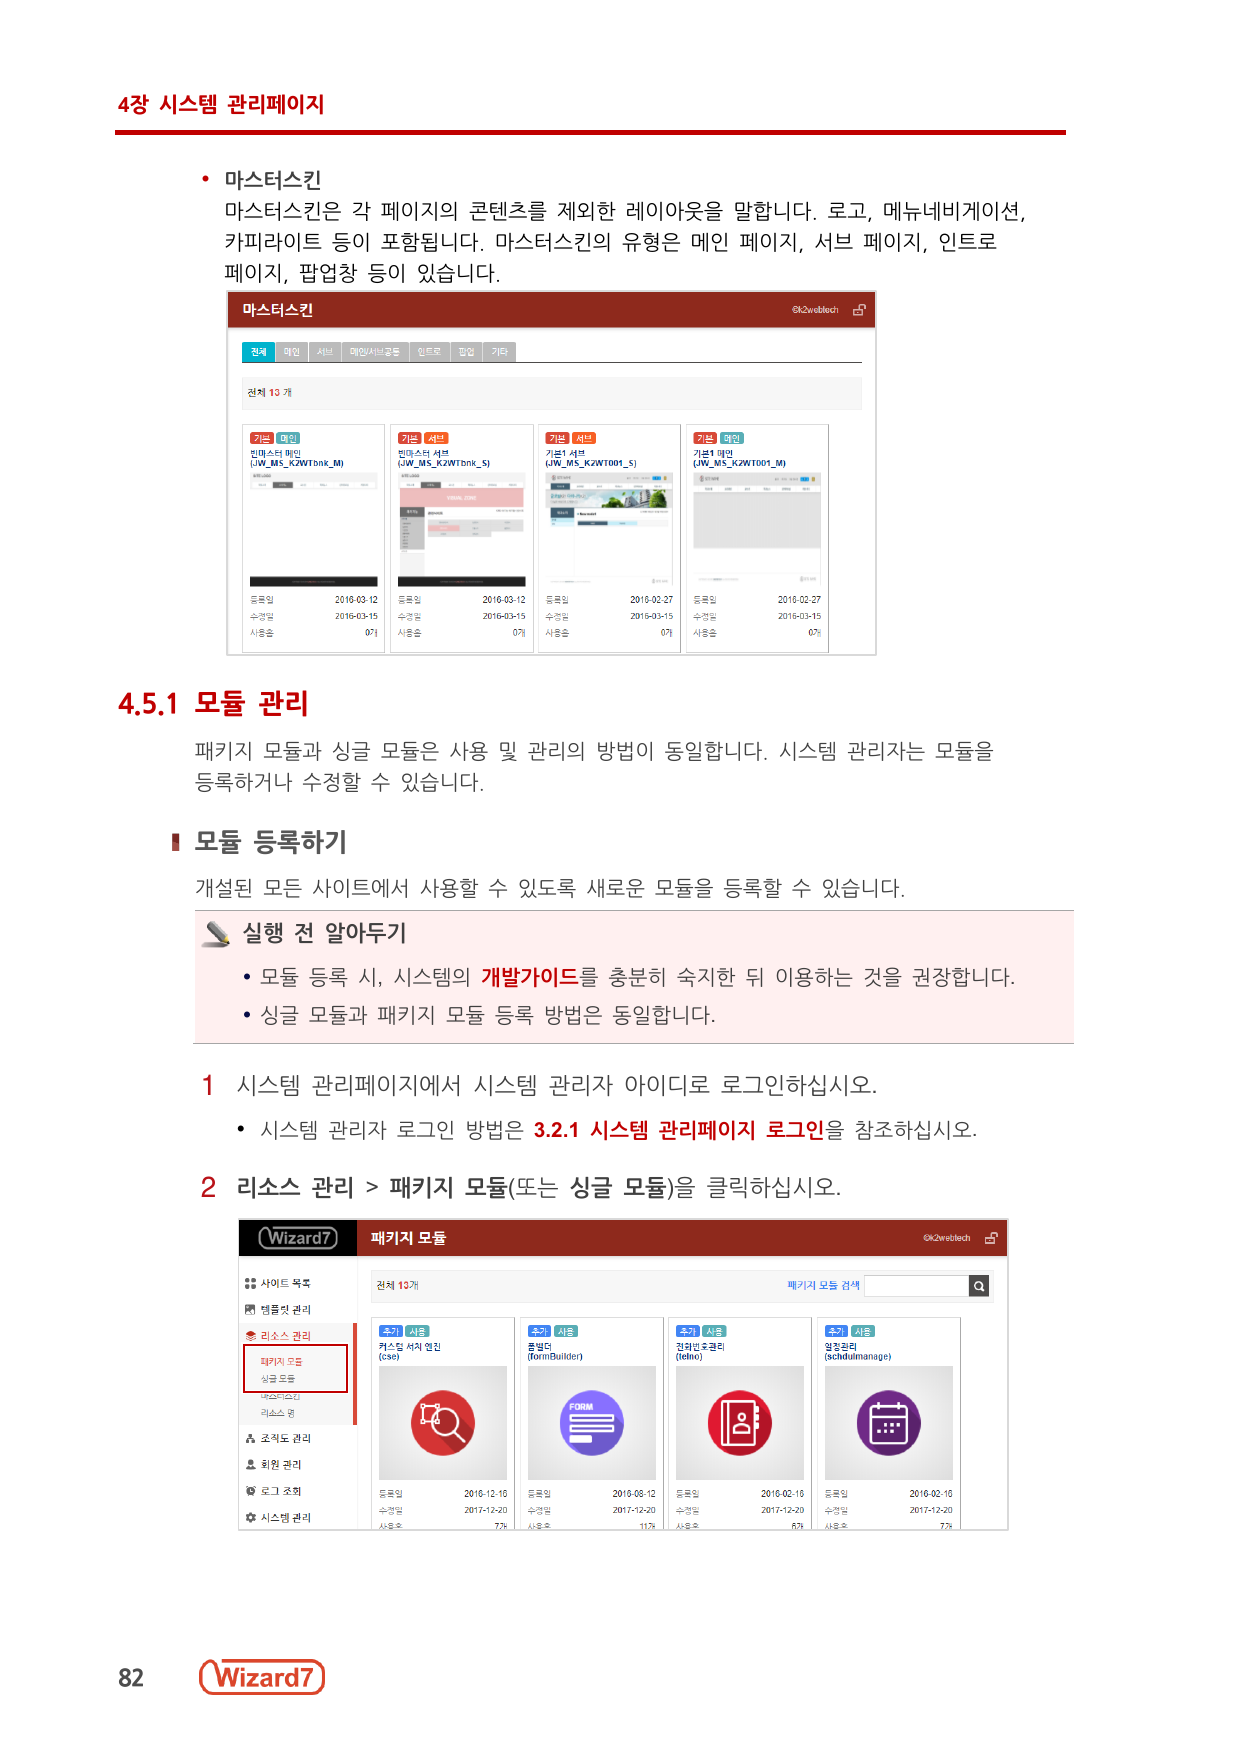 4장 시스템 관리페이지
• 마스터스킨
마스터스킨은 각 페이지의 콘텐츠를 제외한 레이아웃을 말합니다. 로고, 메뉴네비게이션,
카피라이트 등이 포함됩니다. 마스터스킨의 유형은 메인 페이지, 서브 페이지, 인트로
페이지, 팝업창 등이 있습니다.
마스터스킨 ©k2webtech
전체 메인 서브 메인/서브공통 인트로 팝업 기타
전체 13 개
기본 메인 기본 서브 기본 서브 기본 메인
빈마스터 메인 빈마스터 서브 기본1 서브 기본1 메인
(JW_MS_K2WTbnk_M) (JW_MS_K2WTbnk_S) (JW_MS_K2WT001_S) (JW_MS_K2WT001_M)
VISUAL ZONE
등록일 2016-03-12 등록일 2016-03-12 등록일 2016-02-27 등록일 2016-02-27
수정일 2016-03-15 수정일 2016-03-15 수정일 2016-03-15 수정일 2016-03-15
사용홈 0개 사용홈 0개 사용홈 0개 사용홈 0개
4.5.1 모듈 관리
패키지 모듈과 싱글 모듈은 사용 및 관리의 방법이 동일합니다. 시스템 관리자는 모듈을
등록하거나 수정할 수 있습니다.
모듈 등록하기
개설된 모든 사이트에서 사용할 수 있도록 새로운 모듈을 등록할 수 있습니다.
실행 전 알아두기
• 모듈 등록 시, 시스템의 개발가이드를 충분히 숙지한 뒤 이용하는 것을 권장합니다.
• 싱글 모듈과 패키지 모듈 등록 방법은 동일합니다.
1 시스템 관리페이지에서 시스템 관리자 아이디로 로그인하십시오.
• 시스템 관리자 로그인 방법은 3.2.1 시스템 관리페이지 로그인을 참조하십시오.
2 리소스 관리 > 패키지 모듈(또는 싱글 모듈)을 클릭하십시오.
Wizard7 패키지 모듈 ©k2webtech
사이트 목록
템플릿 관리
리소스 관리
패키지 모듈
싱글 모듈
마스터스킨
리소스 맵
조직도 관리
회원 관리
로그 조회
시스템 관리
전체 13개 패키지 모듈 검색
추가 사용 추가 사용 추가 사용 추가 사용
커스텀 서치 엔진 폼빌더 전화번호관리 일정관리
(cse) (formBuilder) (telno) (schdulmanage)
FORM
등록일 2016-12-16 등록일 2016-08-12 등록일 2016-02-16 등록일 2016-02-16
수정일 2017-12-20 수정일 2017-12-20 수정일 2017-12-20 수정일 2017-12-20
사용홈 7개 사용홈 11개 사용홈 6개 사용홈 7개
82 Wizard7